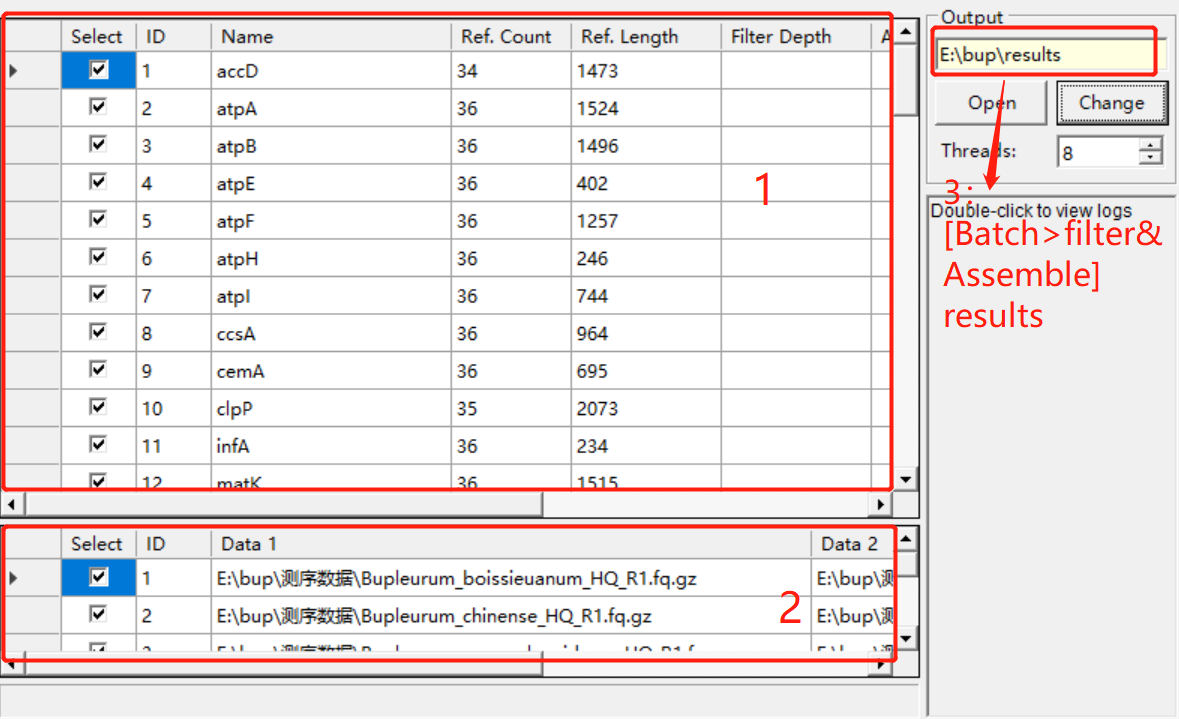 Select ID Name Ref. Count Ref. Length Filter Depth A
1 accD 34 1473
2 atpA 36 1524
3 atpB 36 1496
4 atpE 36 402
5 atpF 36 1257
6 atpH 36 246
7 atpI 36 744
8 ccsA 36 964
9 cemA 36 695
10 clpP 35 2073
11 infA 36 234
12 matK 36 1515
1
Output
E:\bup\results
Open Change
Threads: 8
Double-click to view logs
3:
[Batch>filter&
Assemble]
results
Select ID Data 1 Data 2
1 E:\bup\测序数据\Bupleurum_boissieuanum_HQ_R1.fq.gz E:\bup\测
2 E:\bup\测序数据\Bupleurum_chinense_HQ_R1.fq.gz E:\bup\测
2